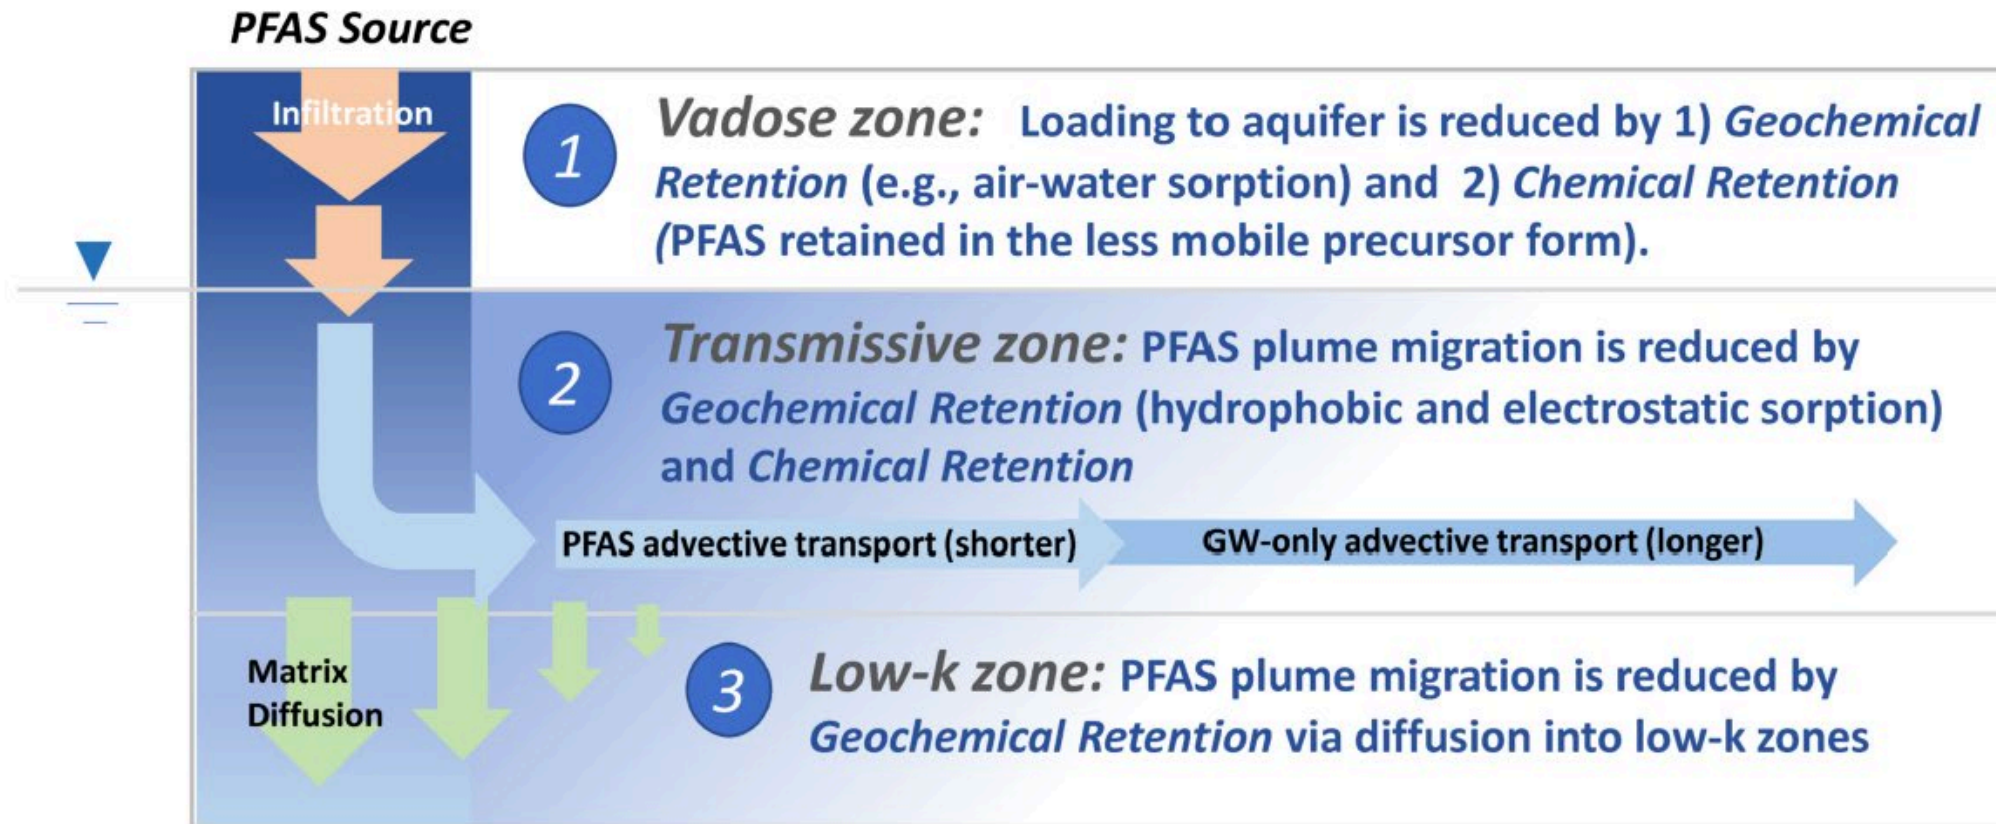 PFAS Source
Infiltration
1
Vadose zone: Loading to aquifer is reduced by 1) Geochemical
Retention (e.g., air-water sorption) and 2) Chemical Retention
(PFAS retained in the less mobile precursor form).
2
Transmissive zone: PFAS plume migration is reduced by
Geochemical Retention (hydrophobic and electrostatic sorption)
and Chemical Retention
PFAS advective transport (shorter)
GW-only advective transport (longer)
Matrix
Diffusion
3
Low-k zone: PFAS plume migration is reduced by
Geochemical Retention via diffusion into low-k zones